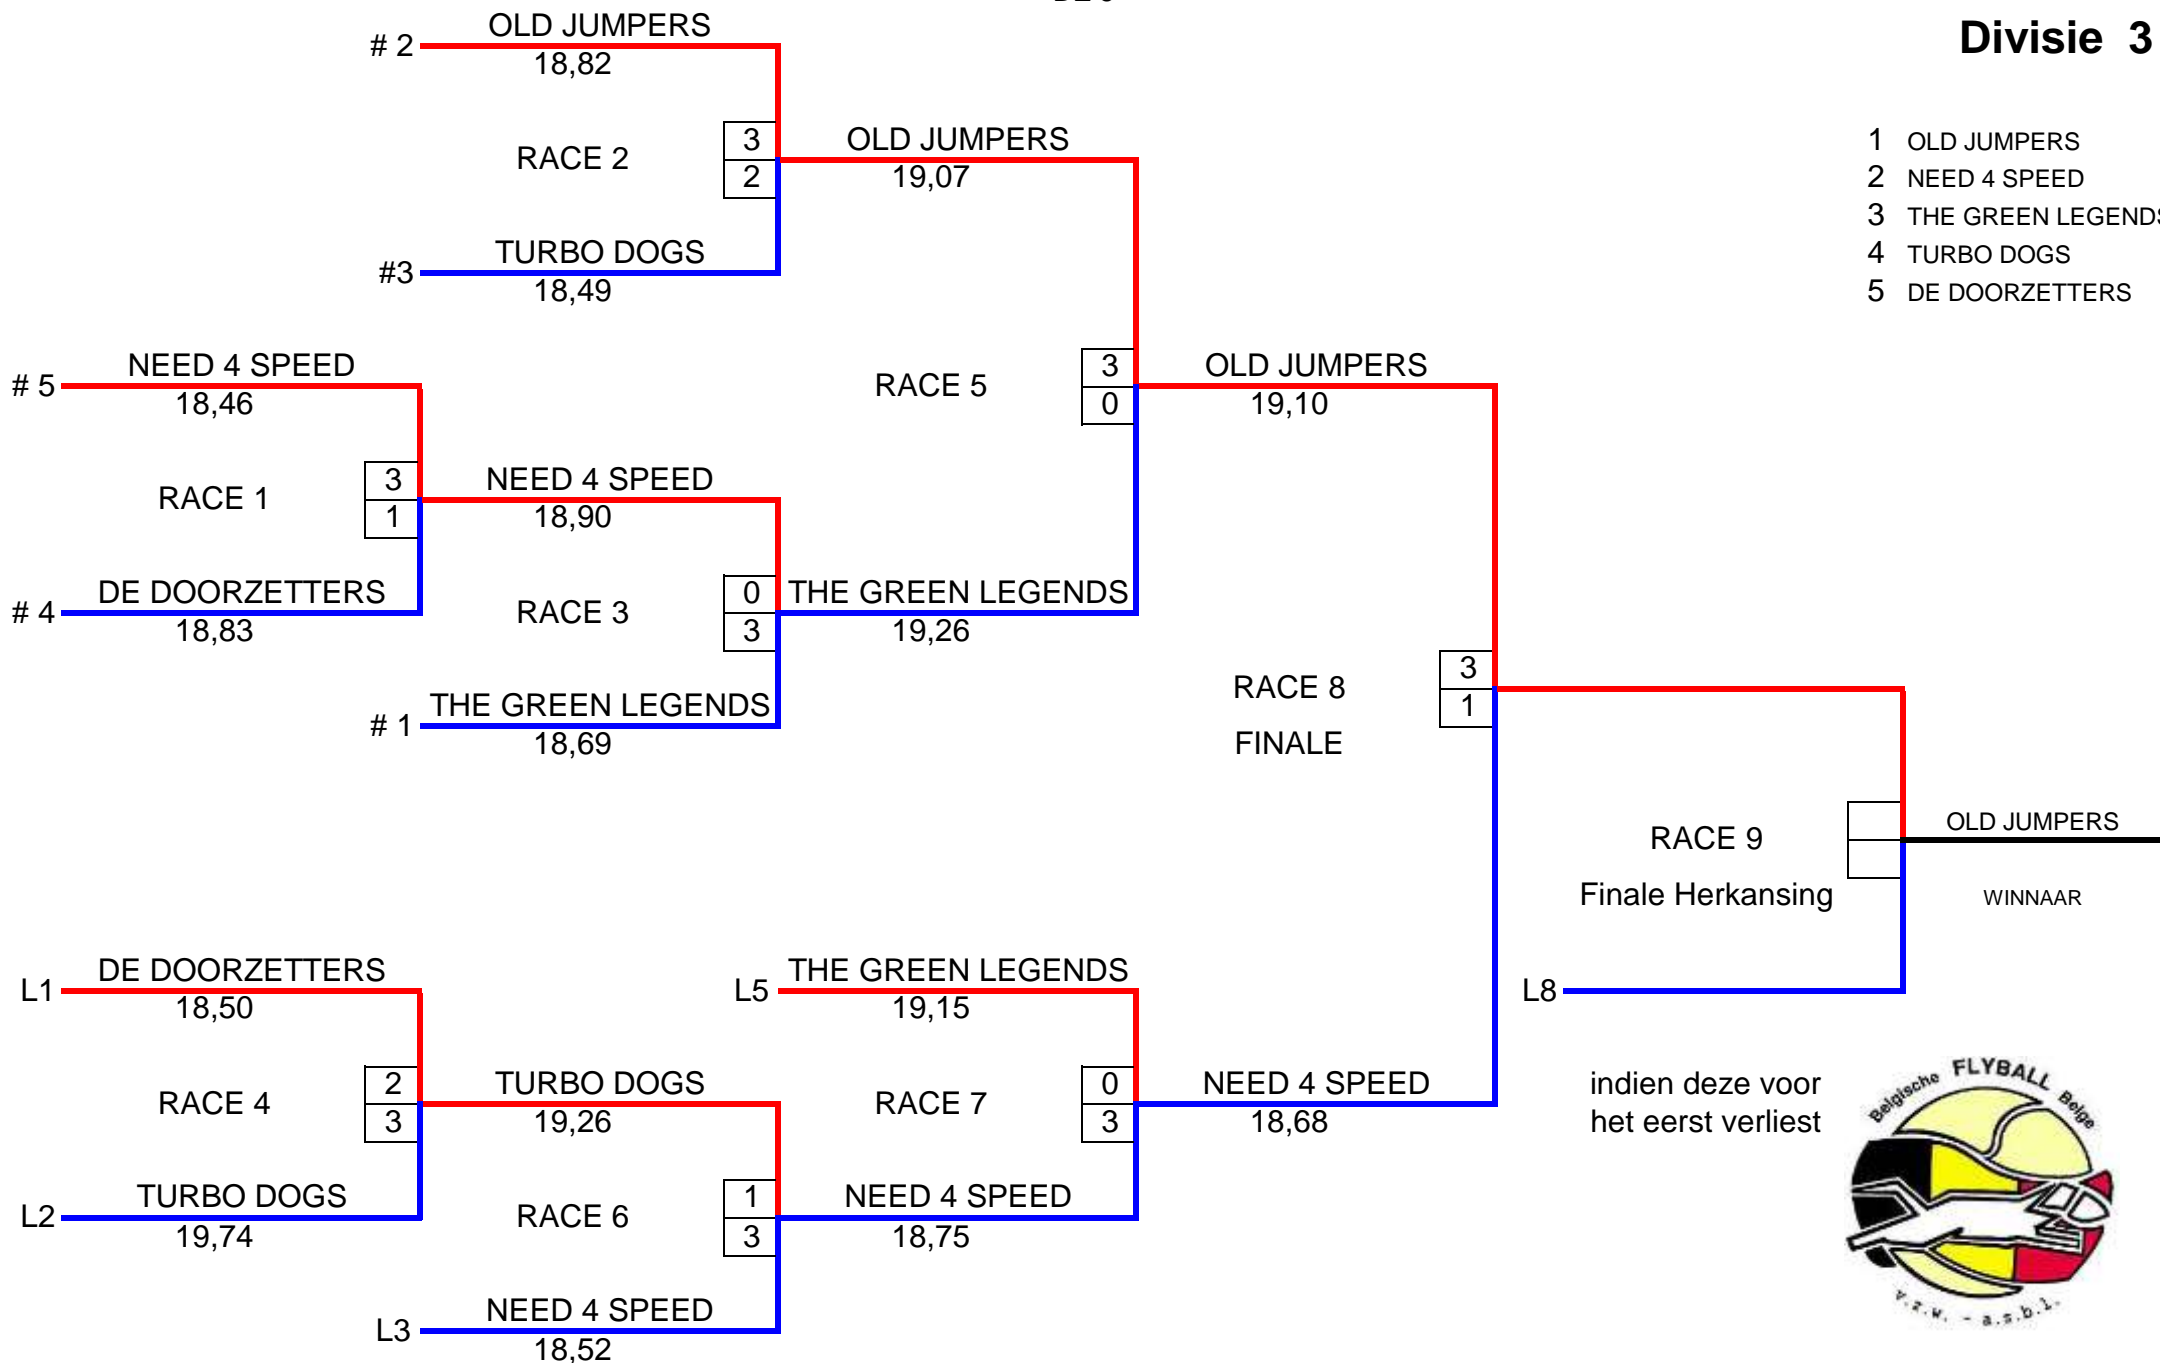 Divisie 3
# 2 OLD JUMPERS
18,82
RACE 2
3
2
#3 TURBO DOGS
18,49
OLD JUMPERS
19,07
1 OLD JUMPERS
2 NEED 4 SPEED
3 THE GREEN LEGENDS
4 TURBO DOGS
5 DE DOORZETTERS
# 5 NEED 4 SPEED
18,46
RACE 1
3
1
# 4 DE DOORZETTERS
18,83
NEED 4 SPEED
18,90
RACE 3
0
3
# 1 THE GREEN LEGENDS
18,69
THE GREEN LEGENDS
19,26
RACE 5
3
0
OLD JUMPERS
19,10
RACE 8
FINALE
3
1
RACE 9
Finale Herkansing
OLD JUMPERS
WINNAAR
L8
indien deze voor
het eerst verliest
L1 DE DOORZETTERS
18,50
RACE 4
2
3
L2 TURBO DOGS
19,74
TURBO DOGS
19,26
RACE 6
1
3
L3 NEED 4 SPEED
18,52
L5 THE GREEN LEGENDS
19,15
RACE 7
0
3
NEED 4 SPEED
18,75
NEED 4 SPEED
18,68
Belgische FLYBALL Belge
v.z.w. - a.s.b.l.